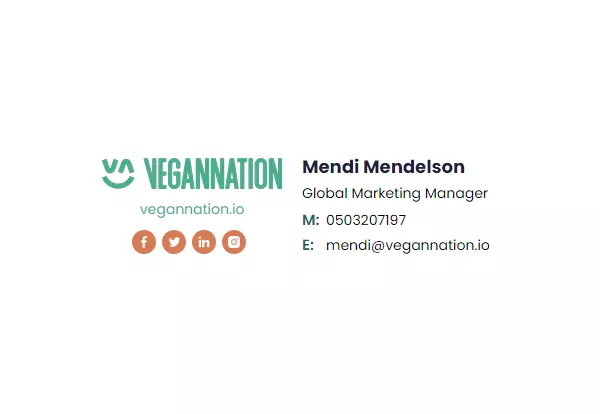 VEGANNATION
vegannation.io
Mendi Mendelson
Global Marketing Manager
M: 0503207197
E: mendi@vegannation.io